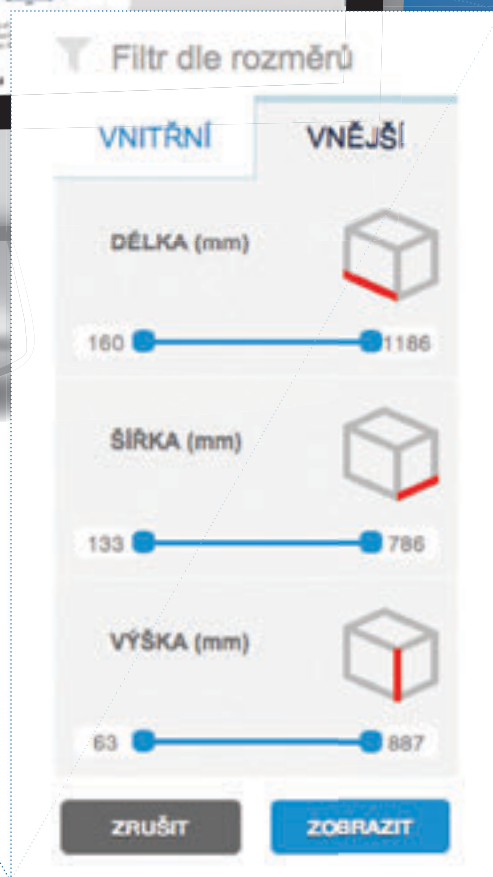 Filtr dle rozměrů
VNITŘNÍ VNĚJŠÍ
DÉLKA (mm)
160 1186
ŠÍŘKA (mm)
133 786
VÝŠKA (mm)
63 887
ZRUŠIT ZOBRAZIT